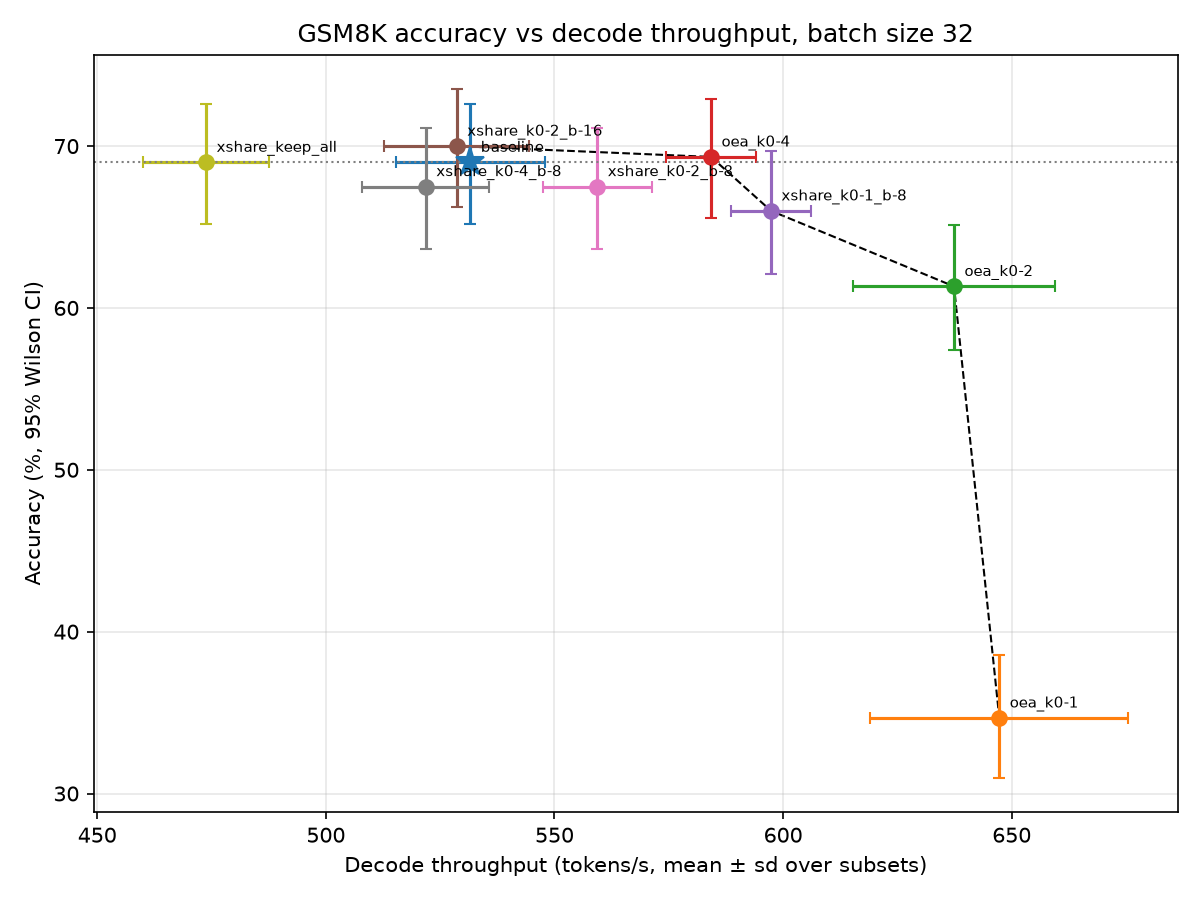 GSM8K accuracy vs decode throughput, batch size 32
Accuracy (%, 95% Wilson CI)
70
60
50
40
30
xshare_keep_all
xshare_k0-2_b-16
baseline
xshare_k0-4_b-8
xshare_k0-2_b-8
oea_k0-4
xshare_k0-1_b-8
oea_k0-2
oea_k0-1
450
500
550
600
650
Decode throughput (tokens/s, mean ± sd over subsets)